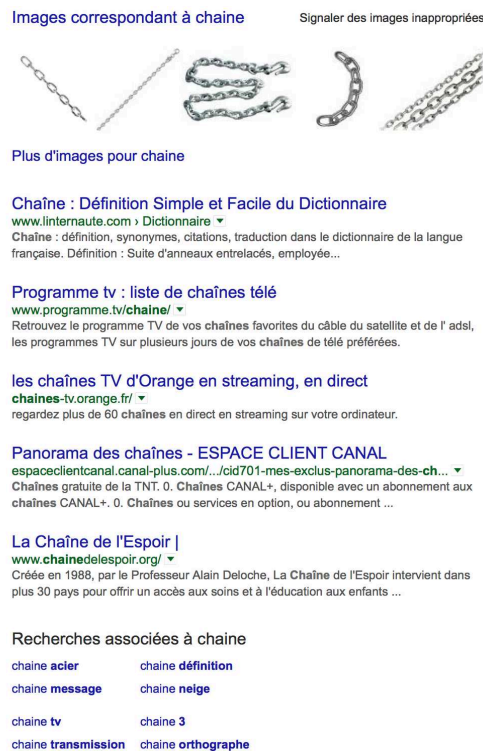 Images correspondant à chaine Signaler des images inappropriées
Plus d'images pour chaine
Chaîne : Définition Simple et Facile du Dictionnaire
www.linternaute.com › Dictionnaire
Chaîne : définition, synonymes, citations, traduction dans le dictionnaire de la langue
française. Définition : Suite d'anneaux entrelacés, employée...
Programme tv : liste de chaînes télé
www.programme.tv/chaine/
Retrouvez le programme TV de vos chaînes favorites du câble du satellite et de l' adsl,
les programmes TV sur plusieurs jours de vos chaînes de télé préférées.
les chaînes TV d'Orange en streaming, en direct
chaines-tv.orange.fr/
regardez plus de 60 chaînes en direct en streaming sur votre ordinateur.
Panorama des chaînes - ESPACE CLIENT CANAL
espaceclientcanal.canal-plus.com/.../cid701-mes-exclus-panorama-des-ch...
Chaînes gratuite de la TNT. 0. Chaînes CANAL+, disponible avec un abonnement aux
chaînes CANAL+. 0. Chaînes ou services en option, ou abonnement ...
La Chaîne de l'Espoir |
www.chainedelespoir.org/
Créée en 1988, par le Professeur Alain Deloche, La Chaîne de l'Espoir intervient dans
plus 30 pays pour offrir un accès aux soins et à l'éducation aux enfants ...
Recherches associées à chaine
chaine acier chaine définition
chaine message chaine neige
chaine tv chaine 3
chaine transmission chaine orthographe